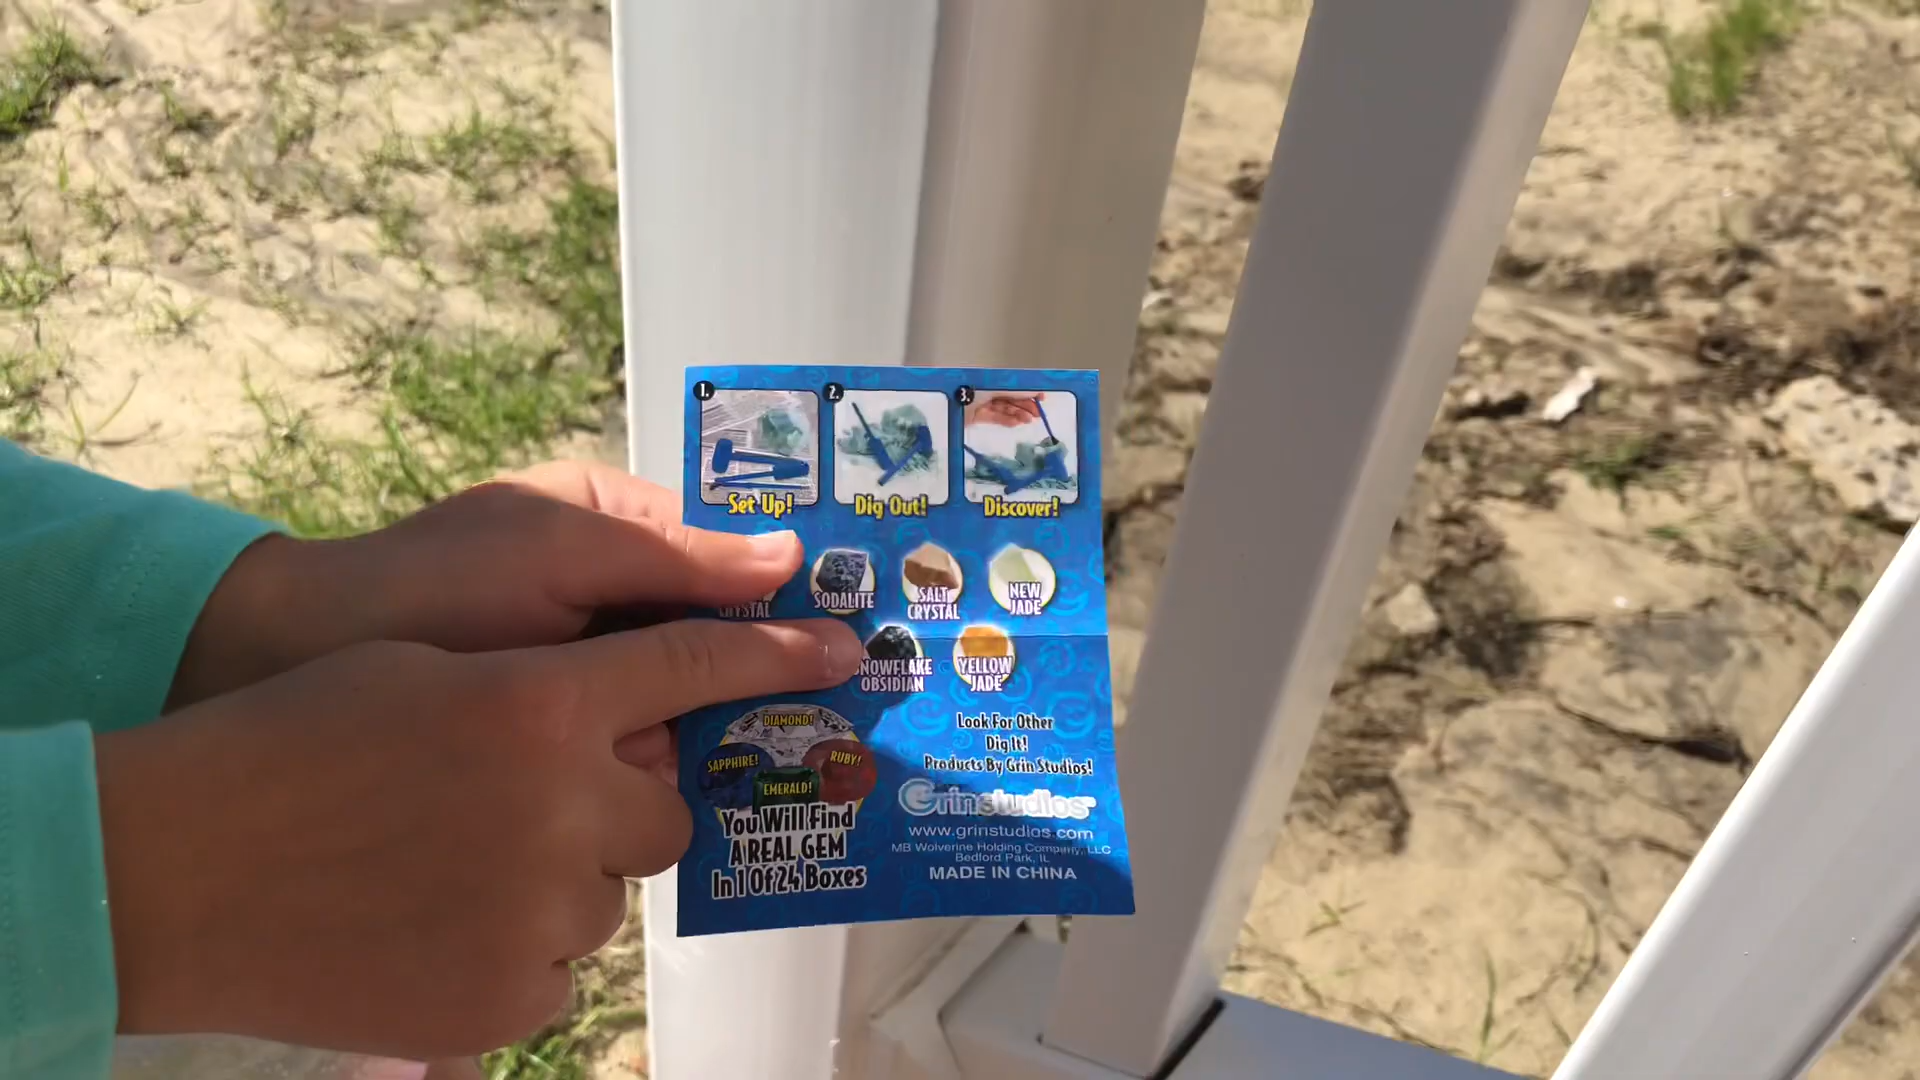 1. 2. 3.
Set Up! Dig Out! Discover!
CRYSTAL SODALITE SALT CRYSTAL NEW JADE
SNOWFLAKE OBSIDIAN YELLOW JADE
DIAMOND!
SAPPHIRE! RUBY!
EMERALD!
You Will Find
A REAL GEM
In 1 Of 24 Boxes
Look For Other
Dig It!
Products By Grin Studios!
Grinstudios
www.grinstudios.com
MB Wolverine Holding Company, LLC
Bedford Park, IL
MADE IN CHINA